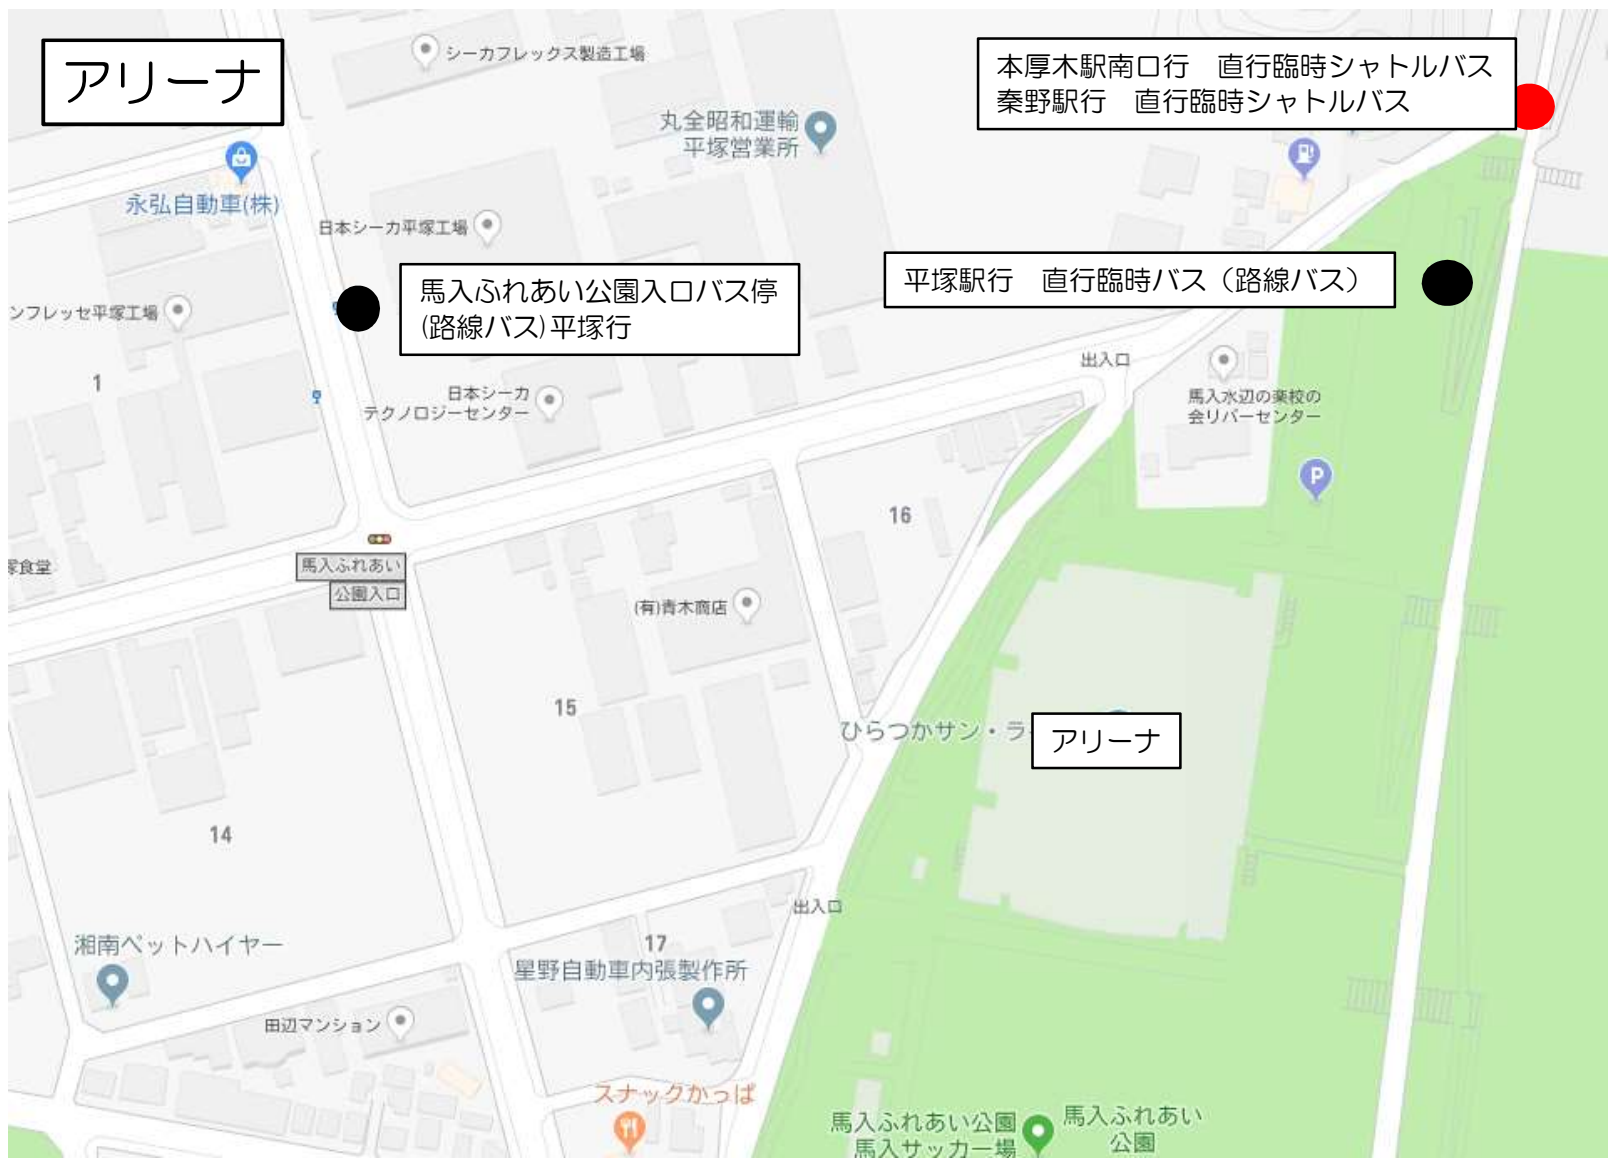 アリーナ
シーカフレックス製造工場
本厚木駅南口行　直行臨時シャトルバス
秦野駅行　直行臨時シャトルバス
丸全昭和運輸
平塚営業所
永弘自動車(株)
日本シーカ平塚工場
馬入ふれあい公園入口バス停
(路線バス)平塚行
平塚駅行　直行臨時バス（路線バス）
ンフレッセ平塚工場
1
日本シーカ
テクノロジーセンター
出入口
馬入水辺の楽校の
会リバーセンター
P
16
馬入ふれあい
公園入口
食堂
(有)青木商店
15
ひらつかサン・ラ
アリーナ
14
出入口
湘南ペットハイヤー
17
星野自動車内張製作所
田辺マンション
スナックかっぱ
馬入ふれあい公園
馬入サッカー場
馬入ふれあい
公園